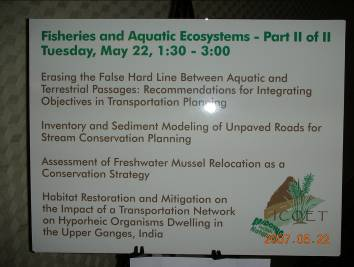 Fisheries and Aquatic Ecosystems - Part II of II
Tuesday, May 22, 1:30 - 3:00
Erasing the False Hard Line Between Aquatic and
Terrestrial Passages: Recommendations for Integrating
Objectives in Transportation Planning
Inventory and Sediment Modeling of Unpaved Roads for
Stream Conservation Planning
Assessment of Freshwater Mussel Relocation as a
Conservation Strategy
Habitat Restoration and Mitigation on
the Impact of a Transportation Network
on Hyporheic Organisms Dwelling in
the Upper Ganges, India
ICOET
2007.05.22